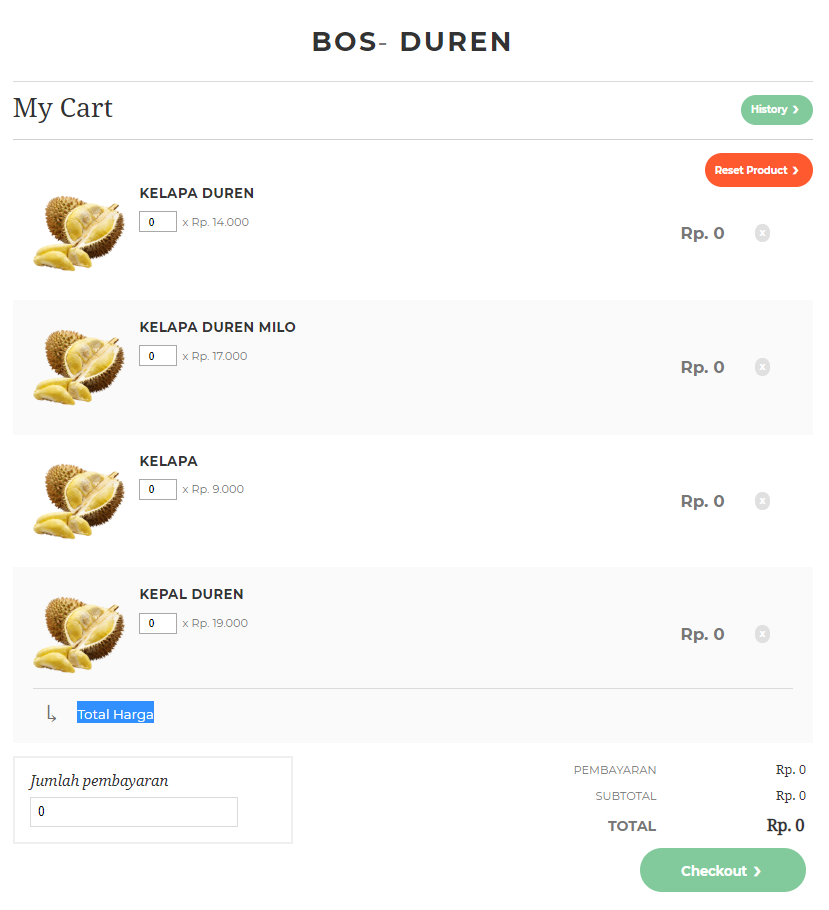 BOS- DUREN
My Cart
History
Reset Product
KELAPA DUREN
0 x Rp. 14.000
Rp. 0 x
KELAPA DUREN MILO
0 x Rp. 17.000
Rp. 0 x
KELAPA
0 x Rp. 9.000
Rp. 0 x
KEPAL DUREN
0 x Rp. 19.000
Rp. 0 x
Total Harga
Jumlah pembayaran
0
PEMBAYARAN Rp. 0
SUBTOTAL Rp. 0
TOTAL Rp. 0
Checkout